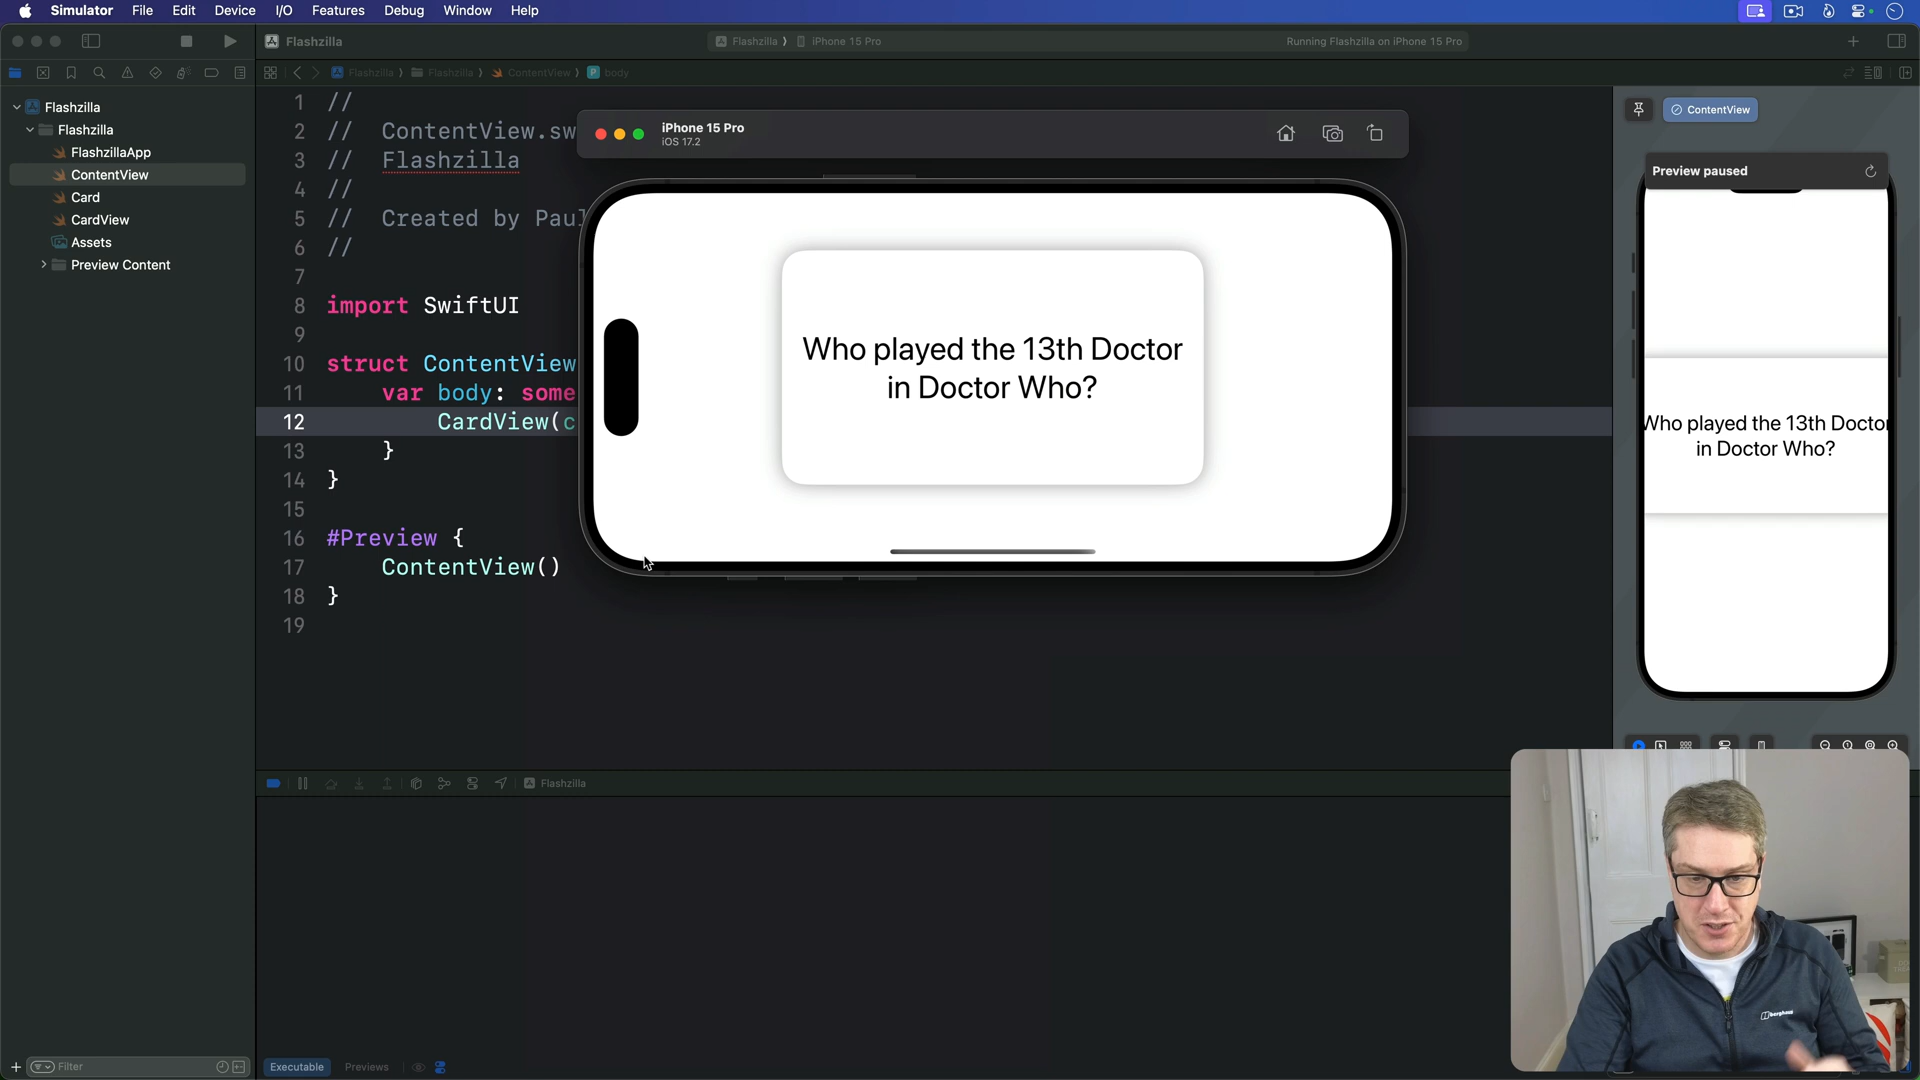 Simulator File Edit Device I/O Features Debug Window Help
Flashzilla
Flashzilla iPhone 15 Pro
Running Flashzilla on iPhone 15 Pro
Flashzilla Flashzilla ContentView body
Flashzilla
Flashzilla
FlashzillaApp
ContentView
Card
CardView
Assets
Preview Content
1 //
2 // ContentView.sw
3 // Flashzilla
4 //
5 // Created by Paul
6 //
7
8 import SwiftUI
9
10 struct ContentView
11 var body: some
12 CardView(c
13 }
14 }
15
16 #Preview {
17 ContentView()
18 }
19
iPhone 15 Pro
iOS 17.2
Who played the 13th Doctor
in Doctor Who?
ContentView
Preview paused
Who played the 13th Doctor
in Doctor Who?
Flashzilla
Filter
Executable Previews
berghaus